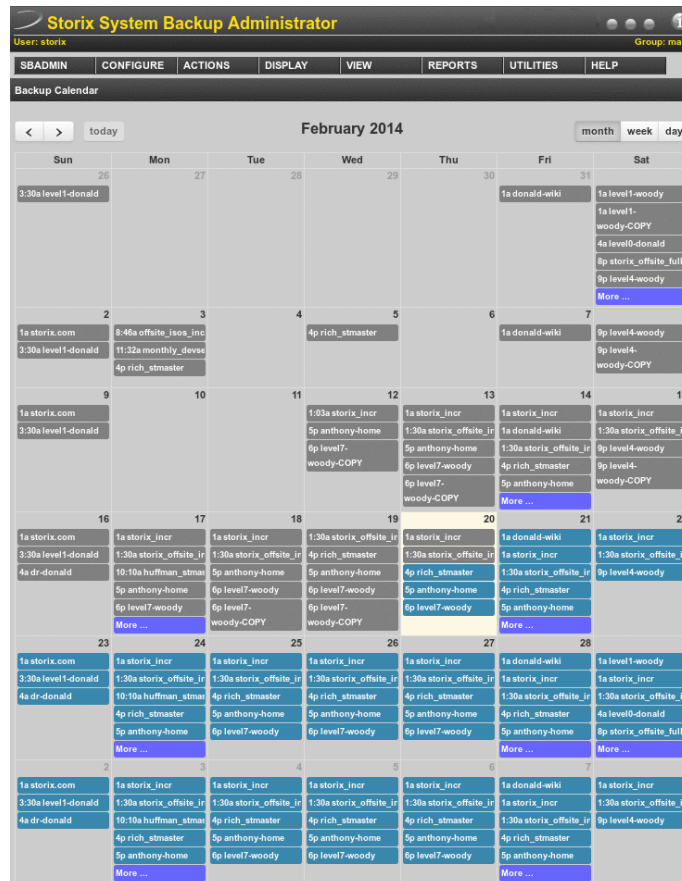 Storix System Backup Administrator
User: storix
Group: ma
SBADMIN CONFIGURE ACTIONS DISPLAY VIEW REPORTS UTILITIES HELP
Backup Calendar
< > today February 2014 month week day
Sun Mon Tue Wed Thu Fri Sat
26 27 28 29 30 31
3:30a level1-donald
1a donald-wiki
1a level1-woody
1a level1-
woody-COPY
4a level0-donald
8p storix_offsite_full
9p level4-woody
More ...
2 3 4 5 6 7
1a storix.com
3:30a level1-donald
8:46a offsite_isos_inc
11:32a monthly_devse
4p rich_stmaster
4p rich_stmaster
1a donald-wiki
9p level4-woody
9p level4-
woody-COPY
9 10 11 12 13 14 1
1a storix.com
3:30a level1-donald
1:03a storix_incr
5p anthony-home
6p level7-
woody-COPY
1a storix_incr
1:30a storix_offsite_ir
5p anthony-home
6p level7-woody
6p level7-
woody-COPY
1a storix_incr
1a donald-wiki
1:30a storix_offsite_ir
4p rich_stmaster
5p anthony-home
More ...
1a storix_incr
1:30a storix_offsite_i
9p level4-woody
9p level4-
woody-COPY
16 17 18 19 20 21 2
1a storix.com
3:30a level1-donald
4a dr-donald
1a storix_incr
1:30a storix_offsite_ir
10:10a huffman_stmas
5p anthony-home
6p level7-woody
More ...
1a storix_incr
1:30a storix_offsite_ir
5p anthony-home
6p level7-woody
6p level7-
woody-COPY
1:30a storix_offsite_ir
4p rich_stmaster
5p anthony-home
6p level7-woody
6p level7-
woody-COPY
1a storix_incr
1:30a storix_offsite_ir
4p rich_stmaster
5p anthony-home
6p level7-woody
1a donald-wiki
1a storix_incr
1:30a storix_offsite_ir
4p rich_stmaster
5p anthony-home
More ...
1a storix_incr
1:30a storix_offsite_i
9p level4-woody
23 24 25 26 27 28
1a storix.com
3:30a level1-donald
4a dr-donald
1a storix_incr
1:30a storix_offsite_ir
10:10a huffman_stmas
4p rich_stmaster
5p anthony-home
More ...
1a storix_incr
1:30a storix_offsite_ir
4p rich_stmaster
5p anthony-home
6p level7-woody
1a storix_incr
1:30a storix_offsite_ir
4p rich_stmaster
5p anthony-home
6p level7-woody
1a storix_incr
1:30a storix_offsite_ir
4p rich_stmaster
5p anthony-home
6p level7-woody
1a donald-wiki
1a storix_incr
1:30a storix_offsite_ir
4p rich_stmaster
5p anthony-home
More ...
1a level1-woody
1a storix_incr
1:30a storix_offsite_i
4a level0-donald
8p storix_offsite_full
More ...
2 3 4 5 6 7
1a storix.com
3:30a level1-donald
4a dr-donald
1a storix_incr
1:30a storix_offsite_ir
10:10a huffman_stmas
4p rich_stmaster
5p anthony-home
More ...
1a storix_incr
1:30a storix_offsite_ir
4p rich_stmaster
5p anthony-home
6p level7-woody
1a storix_incr
1:30a storix_offsite_ir
4p rich_stmaster
5p anthony-home
6p level7-woody
1a storix_incr
1:30a storix_offsite_ir
4p rich_stmaster
5p anthony-home
6p level7-woody
1a donald-wiki
1a storix_incr
1:30a storix_offsite_ir
4p rich_stmaster
5p anthony-home
More ...
1a storix_incr
1:30a storix_offsite_i
9p level4-woody